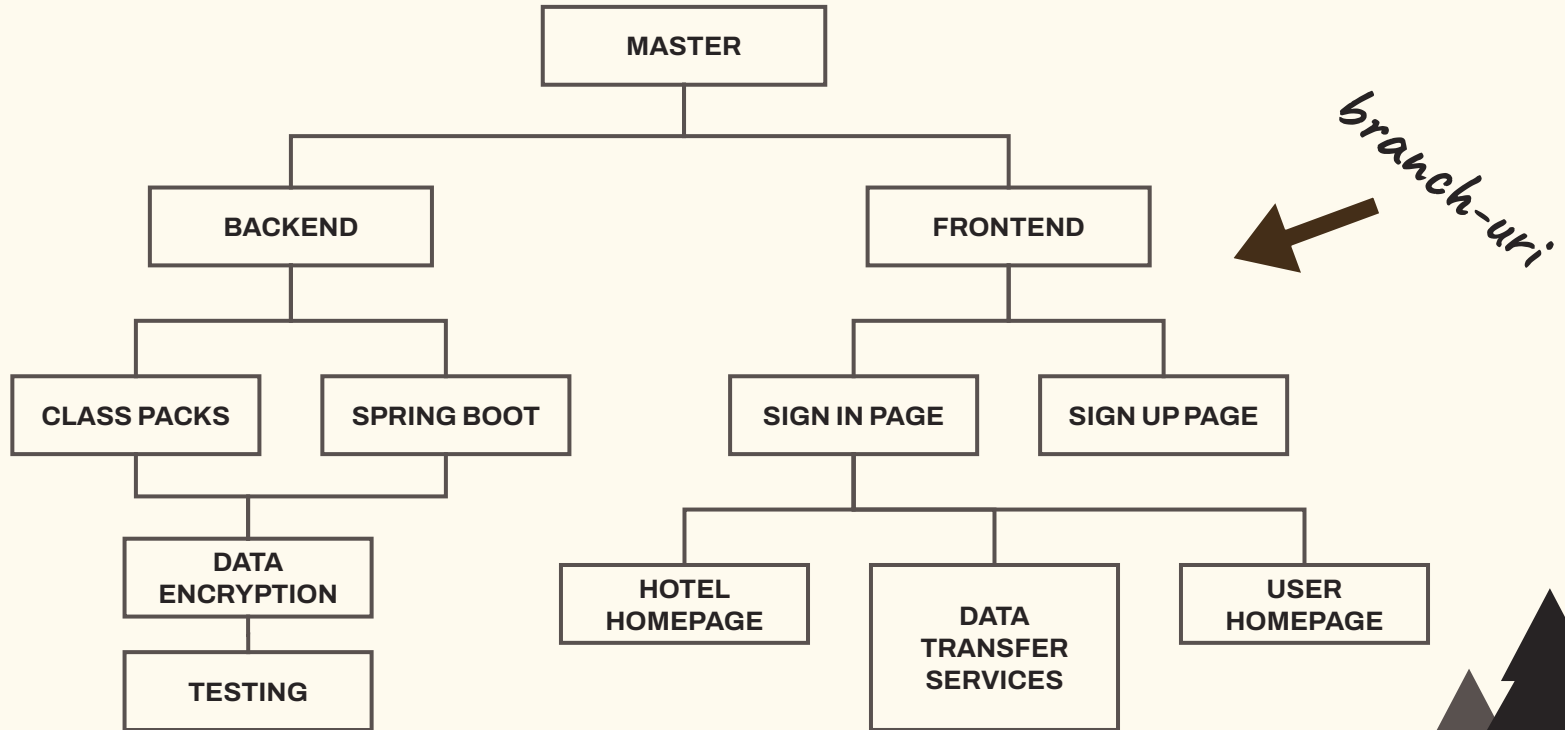 MASTER
branch-uri
BACKEND
FRONTEND
CLASS PACKS
SPRING BOOT
SIGN IN PAGE
SIGN UP PAGE
DATA
ENCRYPTION
HOTEL
HOMEPAGE
DATA
TRANSFER
SERVICES
USER
HOMEPAGE
TESTING